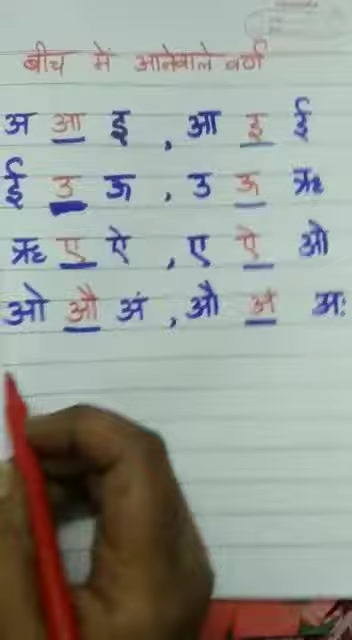 बीच में आनेवाले वर्ण
अ आ इ , आ इ ई
ई उ ऊ , उ ऊ ऋ
ऋ ए ऐ , ए ऐ ओ
ओ औ अं , औ अं अः